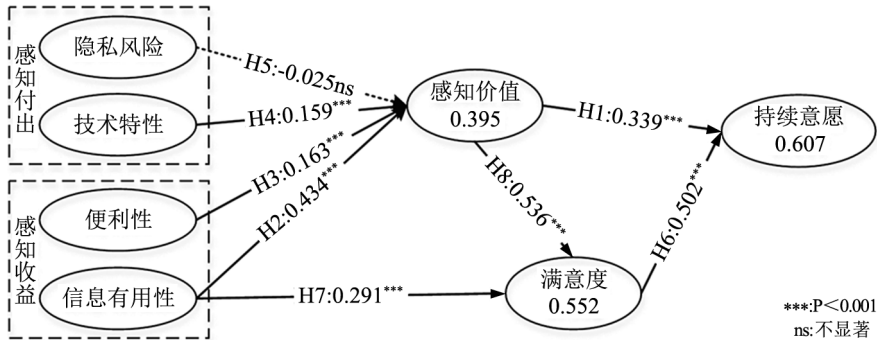 感知付出
隐私风险
技术特性
感知收益
便利性
信息有用性
H5:-0.025ns
H4:0.159***
H3:0.163***
H2:0.434***
H7:0.291***
感知价值
0.395
H1:0.339***
H8:0.536***
H6:0.502***
满意度
0.552
持续意愿
0.607
***:P<0.001
ns:不显著